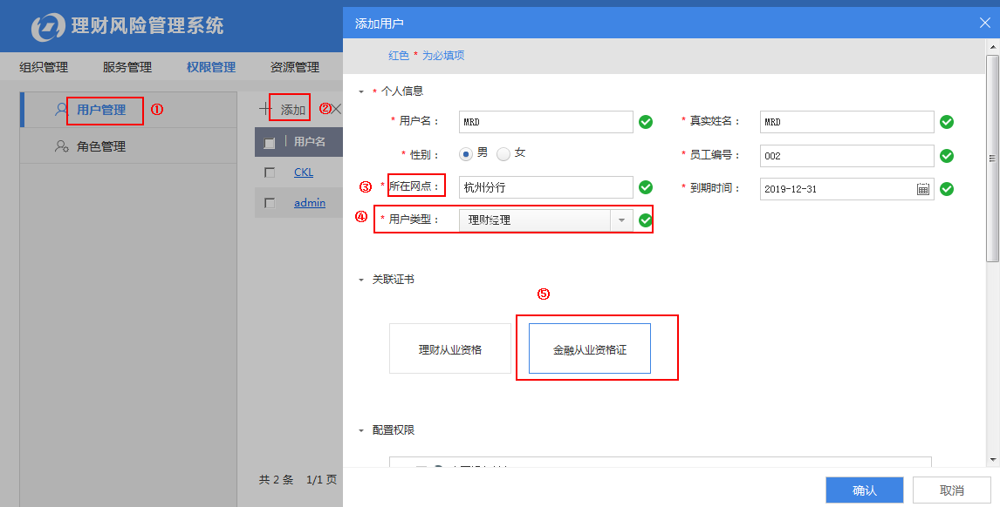 理财风险管理系统
组织管理 服务管理 权限管理 资源管理
用户管理 ①
角色管理
添加 ②
用户名
CKL
admin
共 2 条 1/1 页
添加用户
红色 * 为必填项
* 个人信息
* 用户名： MRD
* 真实姓名： MRD
* 性别： 男 女
* 员工编号： 002
③ * 所在网点： 杭州分行
* 到期时间： 2019-12-31
④ * 用户类型： 理财经理
关联证书
⑤
理财从业资格
金融从业资格证
配置权限
确认 取消